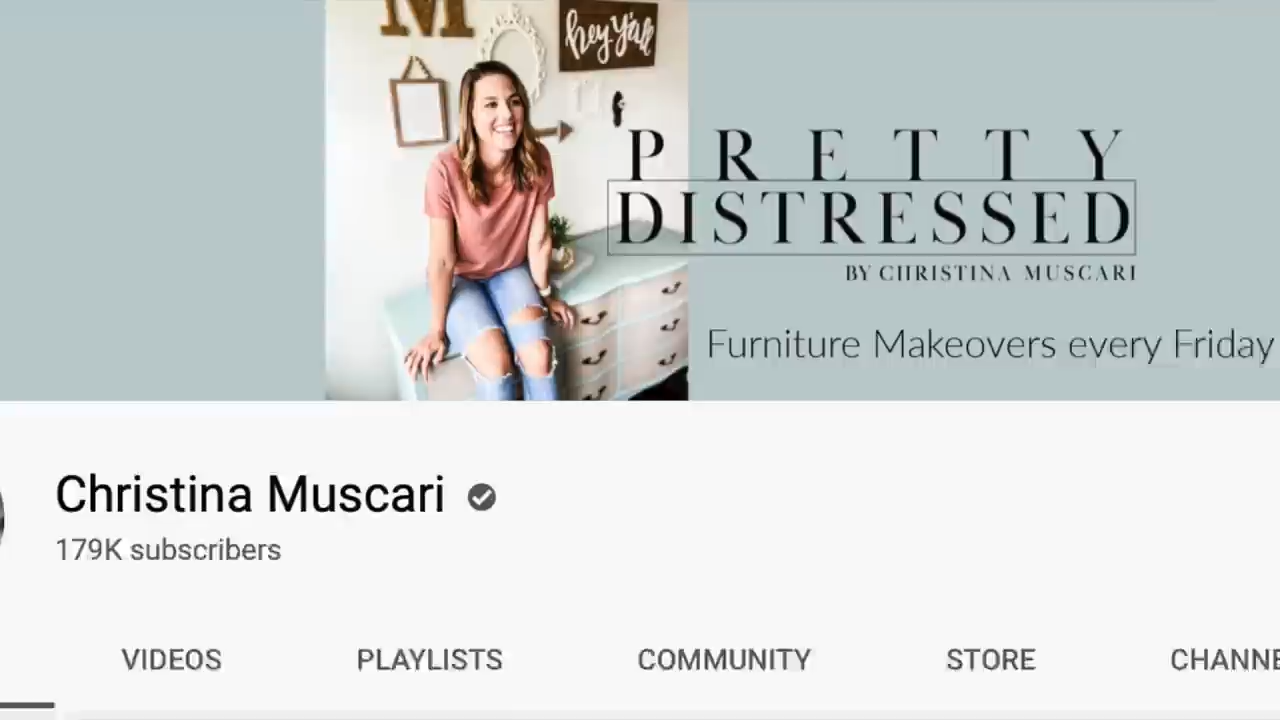 M
hey y'all
PRETTY
DISTRESSED
BY CHRISTINA MUSCARI
Furniture Makeovers every Friday
Christina Muscari
179K subscribers
VIDEOS
PLAYLISTS
COMMUNITY
STORE
CHANNE